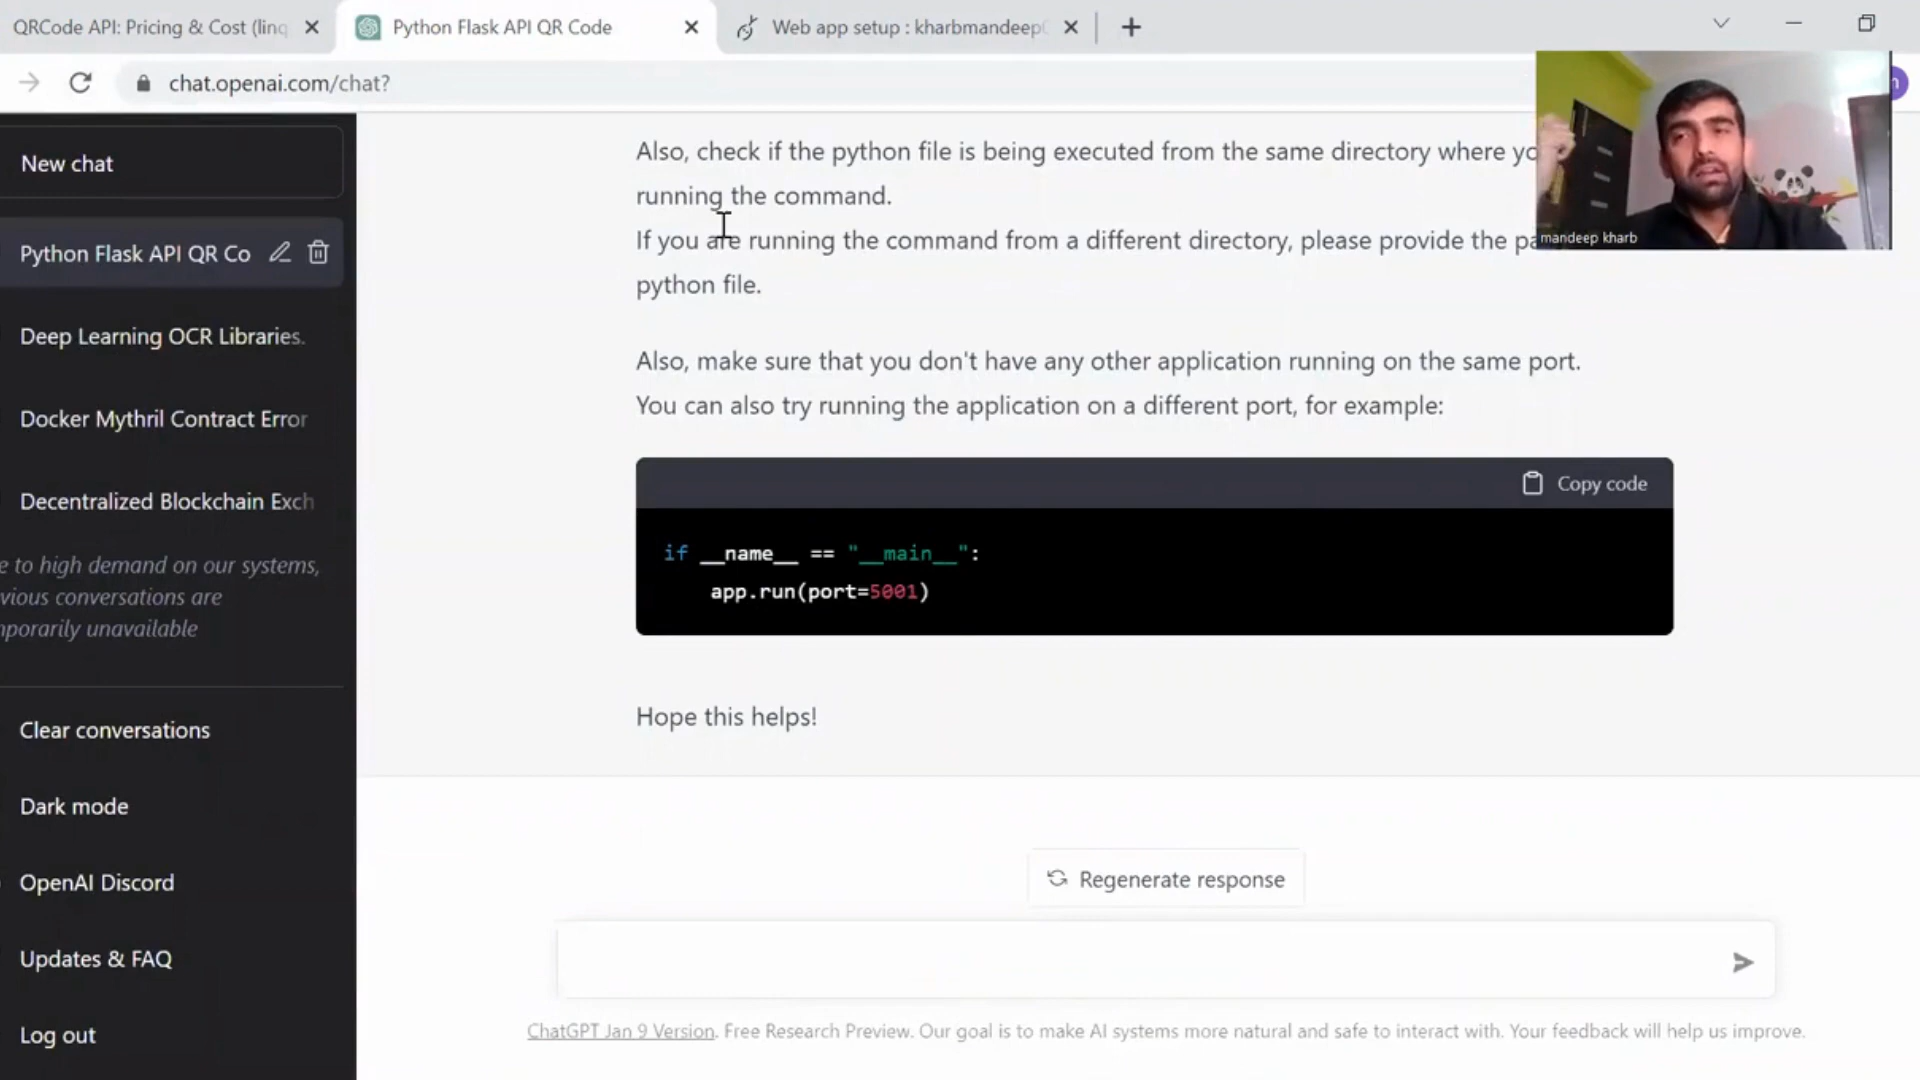 QRCode API: Pricing & Cost (linq
Python Flask API QR Code
Web app setup : kharbmandeep
chat.openai.com/chat?
New chat
Python Flask API QR Co
Deep Learning OCR Libraries.
Docker Mythril Contract Error
Decentralized Blockchain Exch
e to high demand on our systems,
vious conversations are
nporarily unavailable
Clear conversations
Dark mode
OpenAI Discord
Updates & FAQ
Log out
Also, check if the python file is being executed from the same directory where yo
running the command.
If you are running the command from a different directory, please provide the pa
python file.
Also, make sure that you don't have any other application running on the same port.
You can also try running the application on a different port, for example:
Copy code
if __name__ == "__main__":
app.run(port=5001)
Hope this helps!
Regenerate response
ChatGPT Jan 9 Version. Free Research Preview. Our goal is to make AI systems more natural and safe to interact with. Your feedback will help us improve.
mandeep kharb